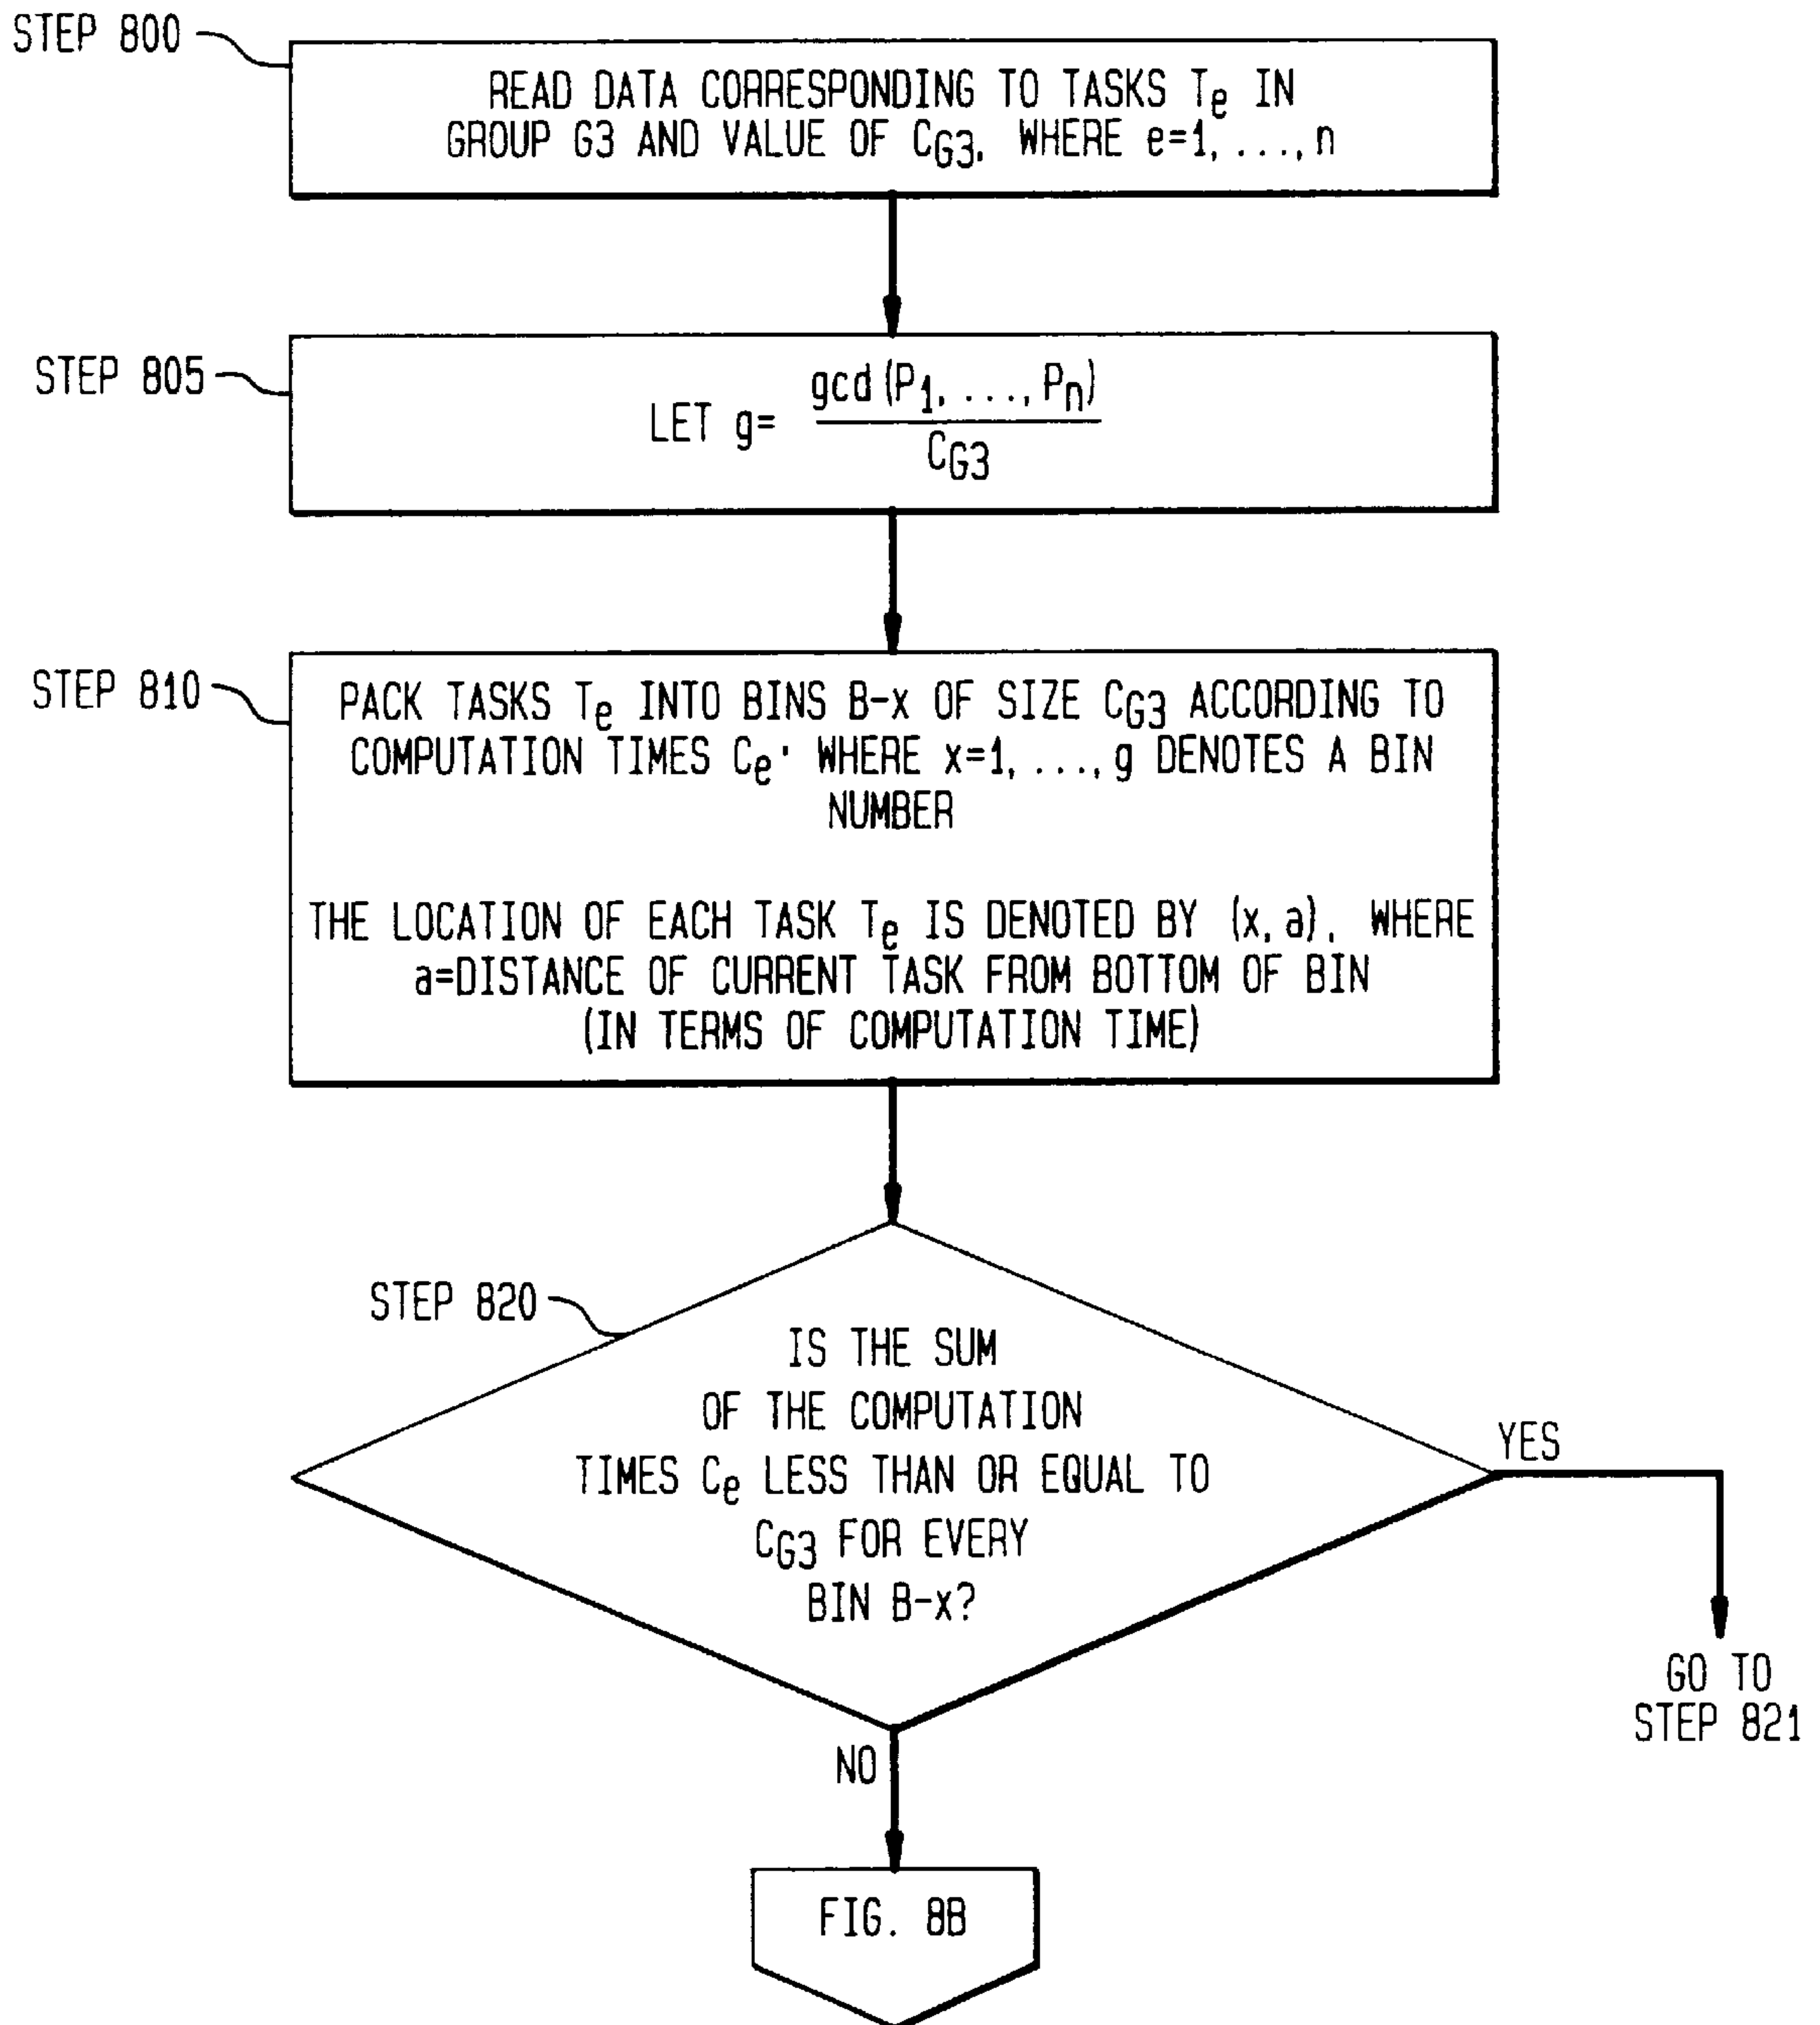 STEP 800
READ DATA CORRESPONDING TO TASKS Te IN
GROUP G3 AND VALUE OF CG3, WHERE e=1, ..., n
STEP 805
LET g= gcd (P1, ..., Pn)
CG3
STEP 810
PACK TASKS Te INTO BINS B-x OF SIZE CG3 ACCORDING TO
COMPUTATION TIMES Ce. WHERE x=1, ..., g DENOTES A BIN
NUMBER
THE LOCATION OF EACH TASK Te IS DENOTED BY (x, a), WHERE
a=DISTANCE OF CURRENT TASK FROM BOTTOM OF BIN
(IN TERMS OF COMPUTATION TIME)
STEP 820
IS THE SUM
OF THE COMPUTATION
TIMES Ce LESS THAN OR EQUAL TO
CG3 FOR EVERY
BIN B-x?
YES
GO TO
STEP 821
NO
FIG. 8B